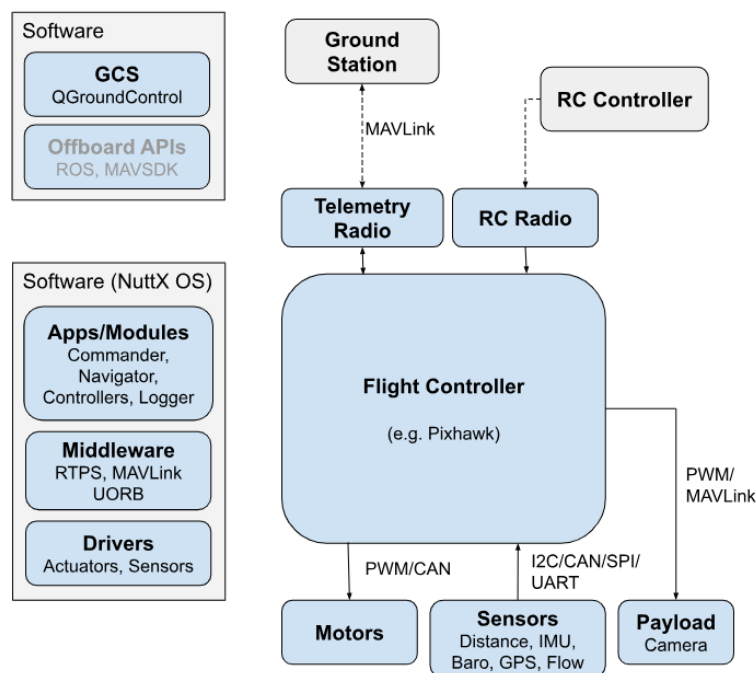 Software
GCS
QGroundControl
Offboard APIs
ROS, MAVSDK
Ground
Station
RC Controller
MAVLink
Telemetry
Radio
RC Radio
Software (NuttX OS)
Apps/Modules
Commander,
Navigator,
Controllers, Logger
Middleware
RTPS, MAVLink
UORB
Drivers
Actuators, Sensors
Flight Controller
(e.g. Pixhawk)
PWM/
MAVLink
PWM/CAN
I2C/CAN/SPI/
UART
Motors
Sensors
Distance, IMU,
Baro, GPS, Flow
Payload
Camera